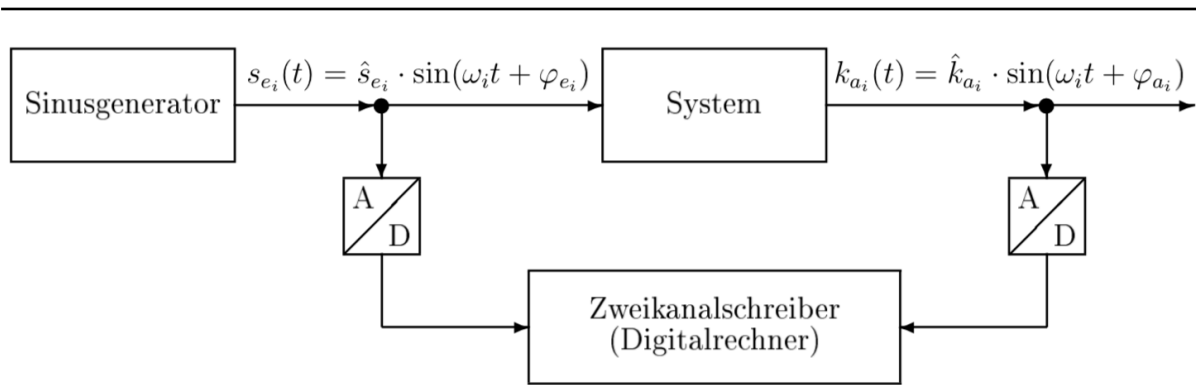 Sinusgenerator
s_{e_i}(t) = ŝ_{e_i} · sin(ω_i t + φ_{e_i})
System
k_{a_i}(t) = k̂_{a_i} · sin(ω_i t + φ_{a_i})
A
D
A
D
Zweikanalschreiber
(Digitalrechner)